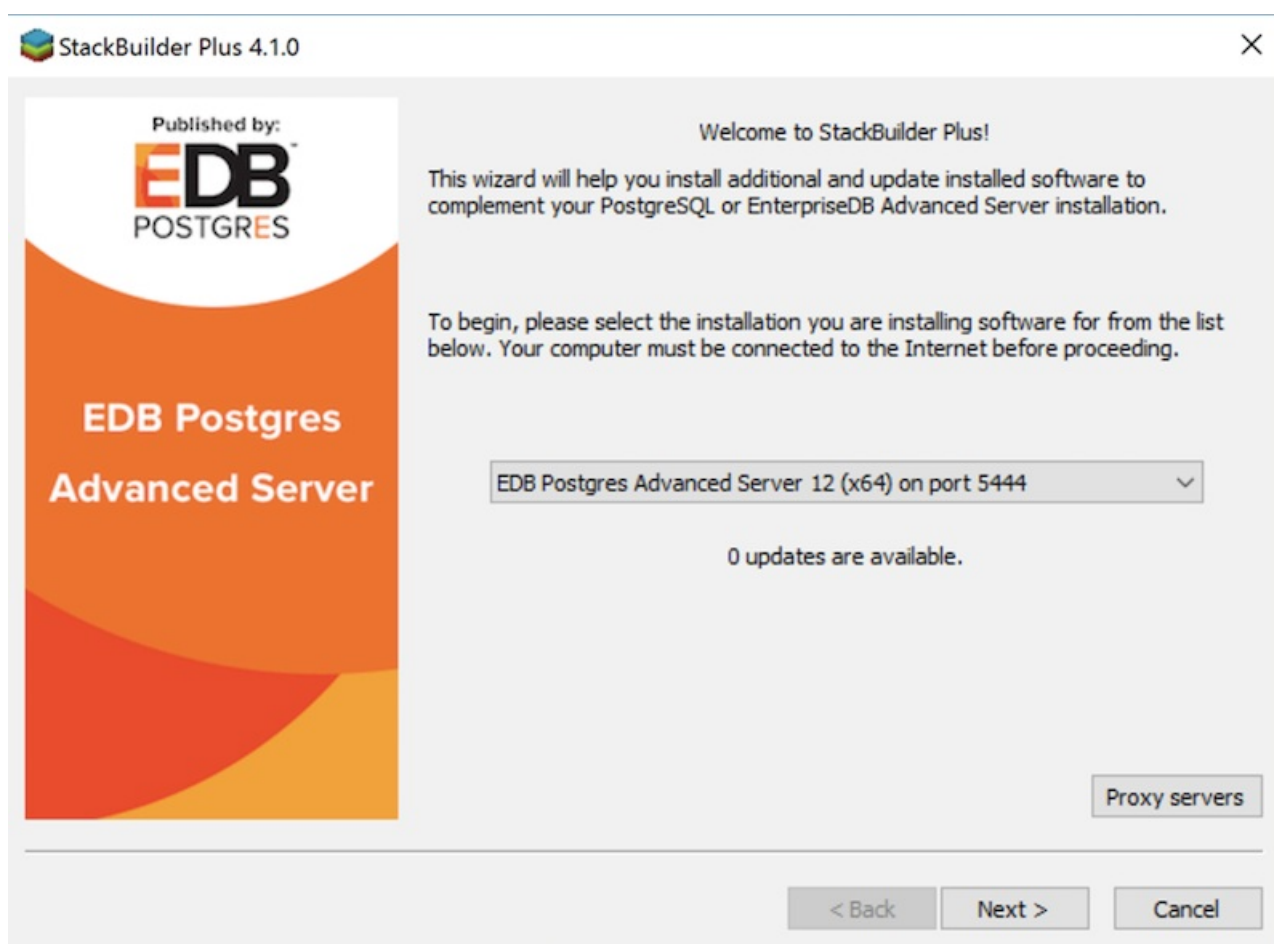 StackBuilder Plus 4.1.0
Published by:
EDB™
POSTGRES
EDB Postgres
Advanced Server
Welcome to StackBuilder Plus!
This wizard will help you install additional and update installed software to
complement your PostgreSQL or EnterpriseDB Advanced Server installation.
To begin, please select the installation you are installing software for from the list
below. Your computer must be connected to the Internet before proceeding.
EDB Postgres Advanced Server 12 (x64) on port 5444
0 updates are available.
Proxy servers
< Back
Next >
Cancel